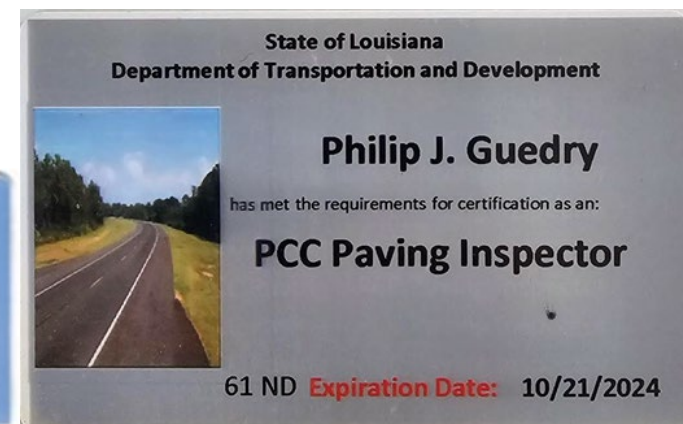 State of Louisiana
Department of Transportation and Development
Philip J. Guedry
has met the requirements for certification as an:
PCC Paving Inspector
61 ND Expiration Date: 10/21/2024